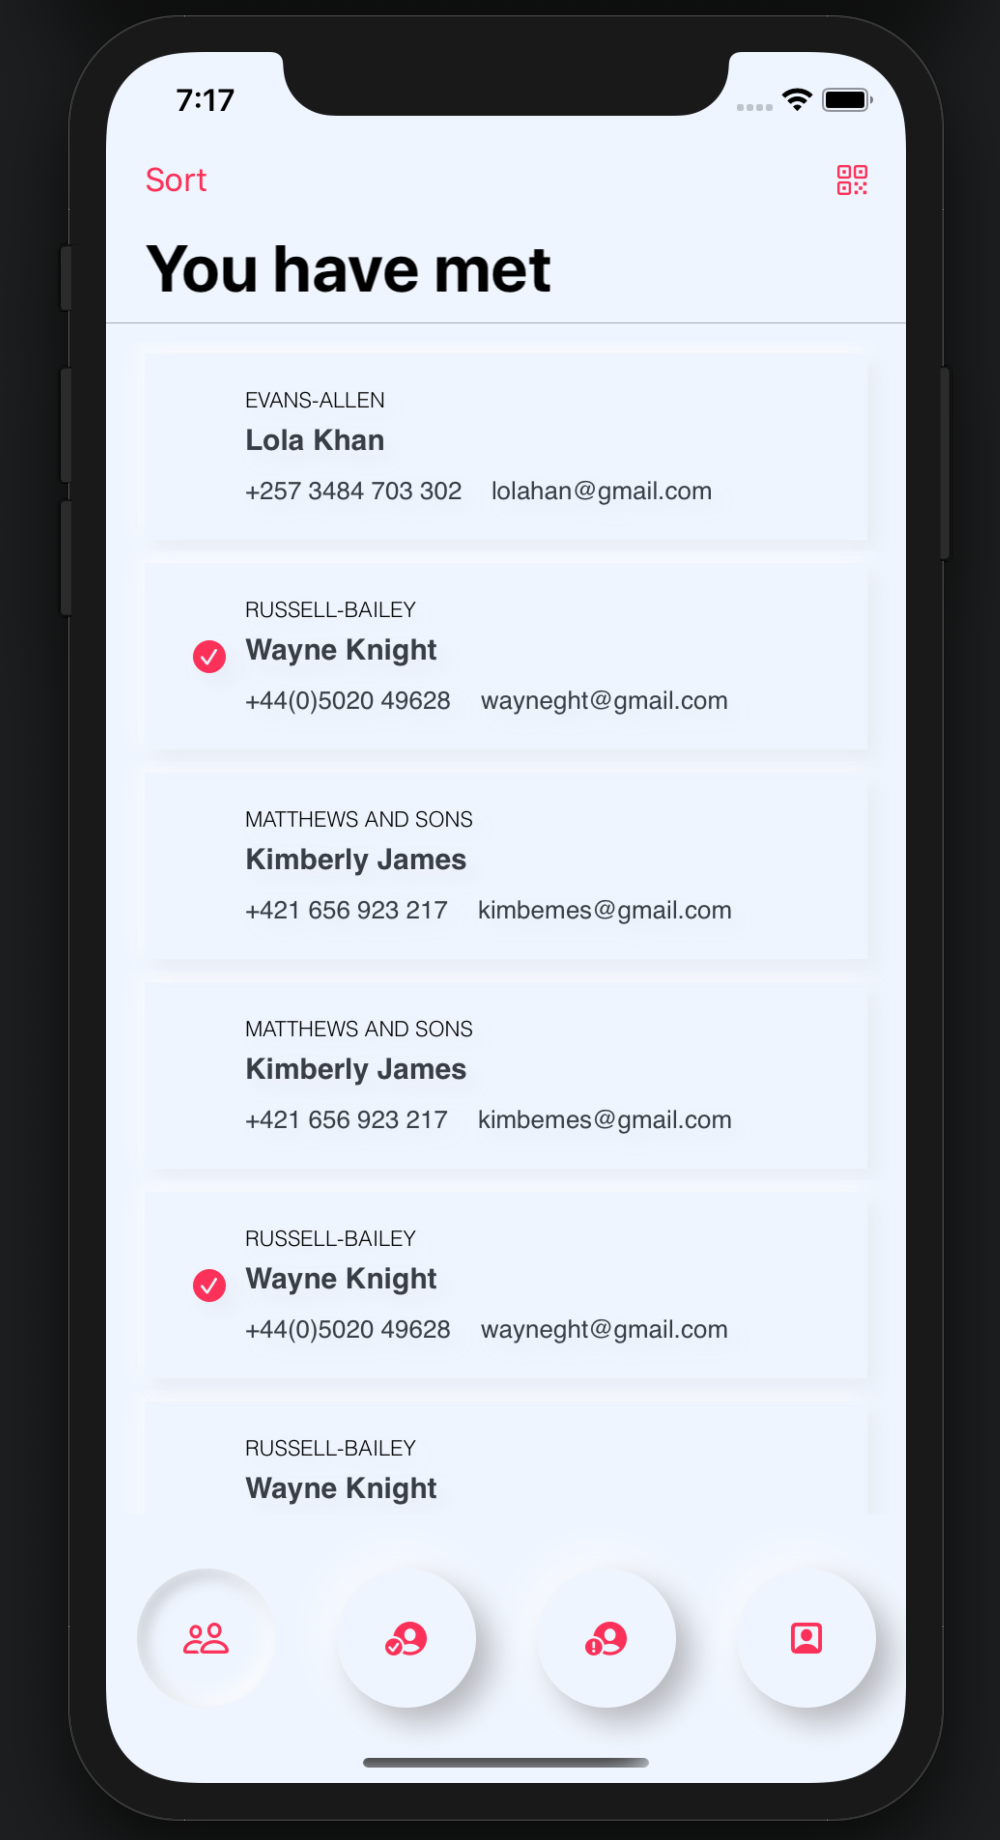 7:17
Sort
You have met
EVANS-ALLEN
Lola Khan
+257 3484 703 302 lolahan@gmail.com
RUSSELL-BAILEY
Wayne Knight
+44(0)5020 49628 wayneght@gmail.com
MATTHEWS AND SONS
Kimberly James
+421 656 923 217 kimbemes@gmail.com
MATTHEWS AND SONS
Kimberly James
+421 656 923 217 kimbemes@gmail.com
RUSSELL-BAILEY
Wayne Knight
+44(0)5020 49628 wayneght@gmail.com
RUSSELL-BAILEY
Wayne Knight